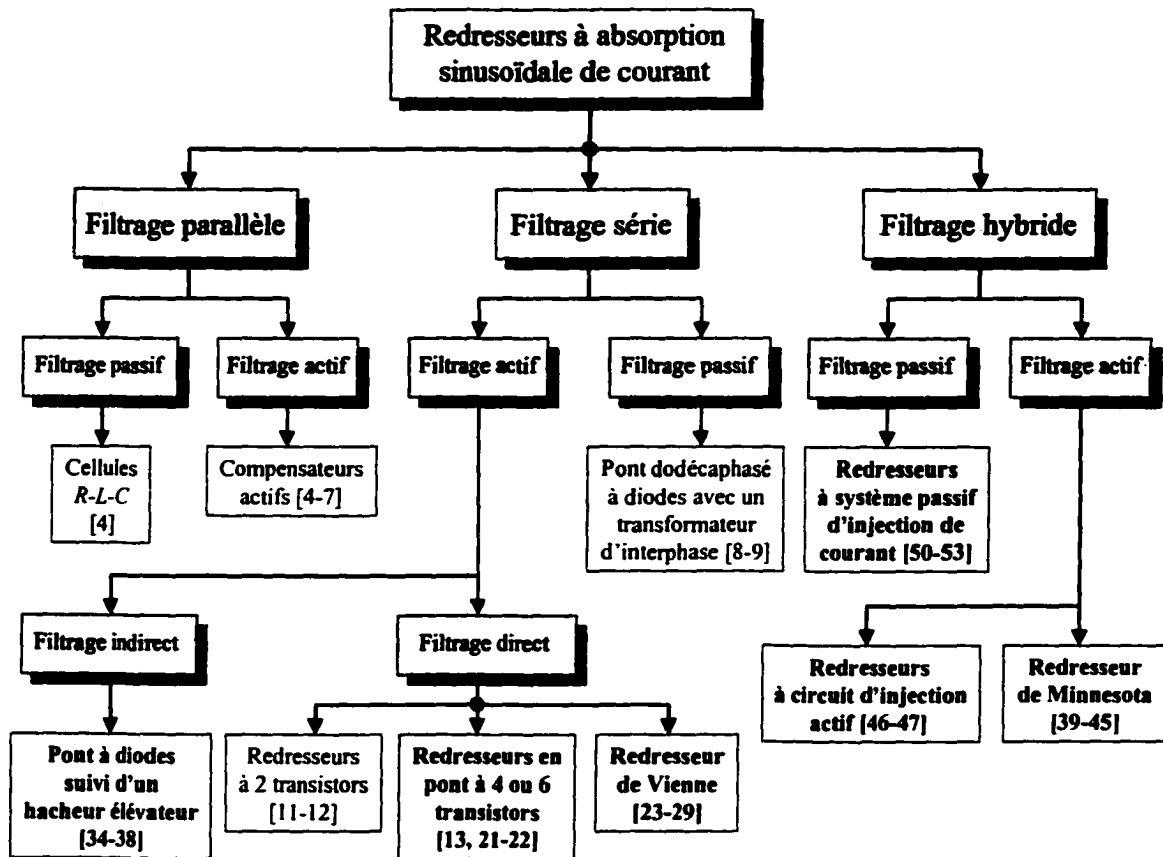 Redresseurs à absorption
sinusoïdale de courant
Filtrage parallèle
Filtrage série
Filtrage hybride
Filtrage passif
Filtrage actif
Filtrage actif
Filtrage passif
Filtrage passif
Filtrage actif
Cellules
R-L-C
[4]
Compensateurs
actifs [4-7]
Pont dodécaphasé
à diodes avec un
transformateur
d'interphase [8-9]
Redresseurs
à système passif
d'injection de
courant [50-53]
Filtrage indirect
Filtrage direct
Redresseurs
à circuit d'injection
actif [46-47]
Redresseur
de Minnesota
[39-45]
Pont à diodes
suivi d'un
hacheur élévateur
[34-38]
Redresseurs
à 2 transistors
[11-12]
Redresseurs en
pont à 4 ou 6
transistors
[13, 21-22]
Redresseur
de Vienne
[23-29]